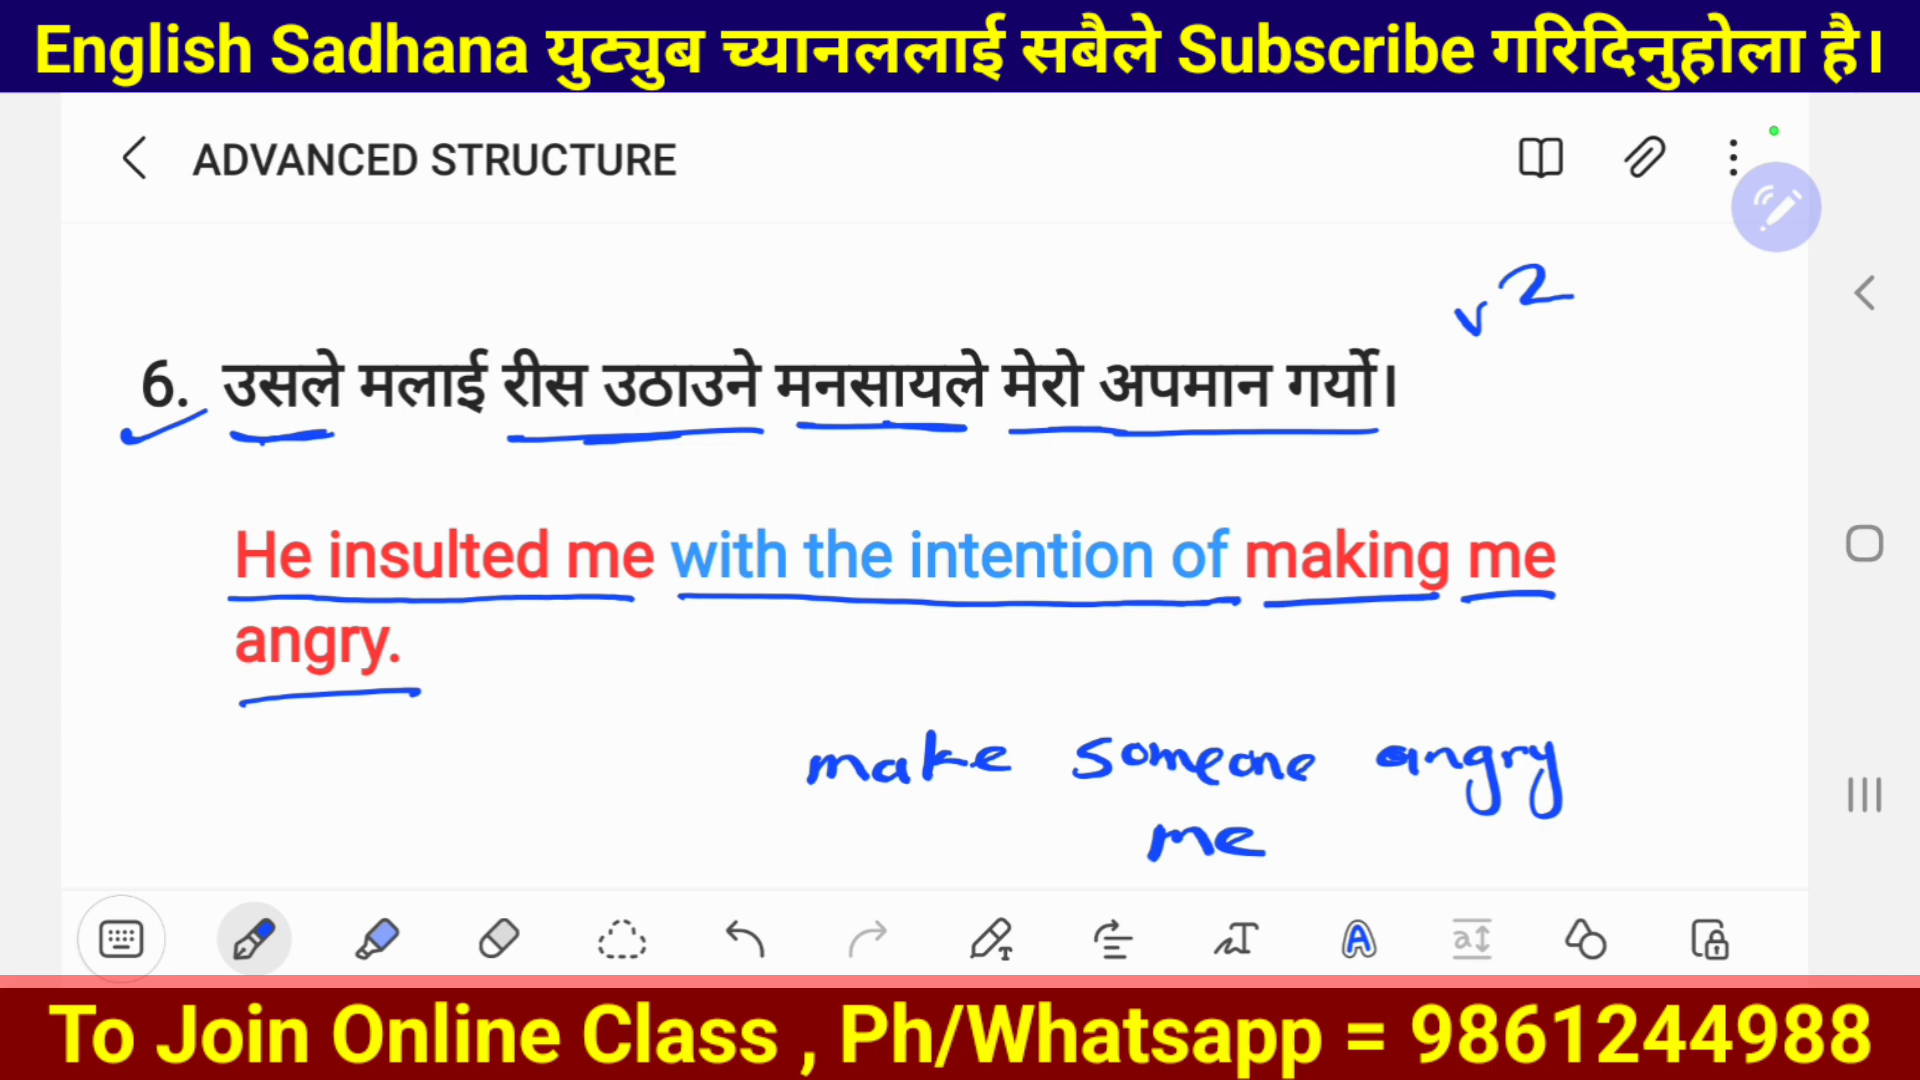 English Sadhana युट्युब च्यानललाई सबैले Subscribe गरिदिनुहोला है।
ADVANCED STRUCTURE
v2
6. उसले मलाई रीस उठाउने मनसायले मेरो अपमान गर्यो।
He insulted me with the intention of making me
angry.
make someone angry
me
To Join Online Class , Ph/Whatsapp = 9861244988